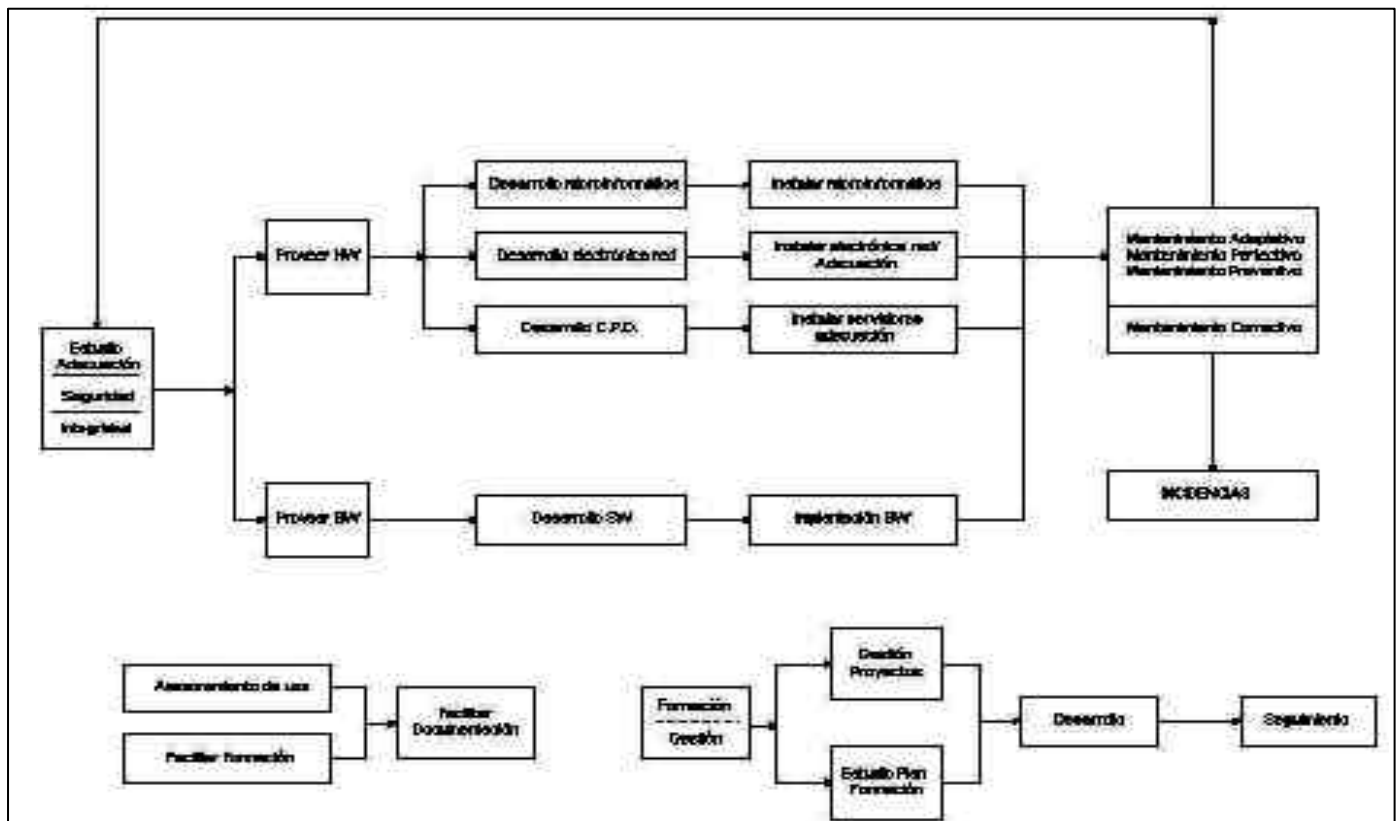 Desarrollo microinformático
Instalar microinformático
Proveer HW
Desarrollo electrónica red
Instalar electrónica red/
Adecuación
Mantenimiento Adaptativo
Mantenimiento Perfectivo
Mantenimiento Preventivo
Desarrollo C.P.D.
Instalar servidores
adecuación
Mantenimiento Correctivo
Estudio
Adecuación
Seguridad
Integridad
Proveer SW
Desarrollo SW
Implantación SW
INCIDENCIAS
Asesoramiento de uso
Facilitar
Documentación
Facilitar Formación
Formación
Gestión
Gestión
Proyectos
Desarrollo
Seguimiento
Estudio Plan
Formación